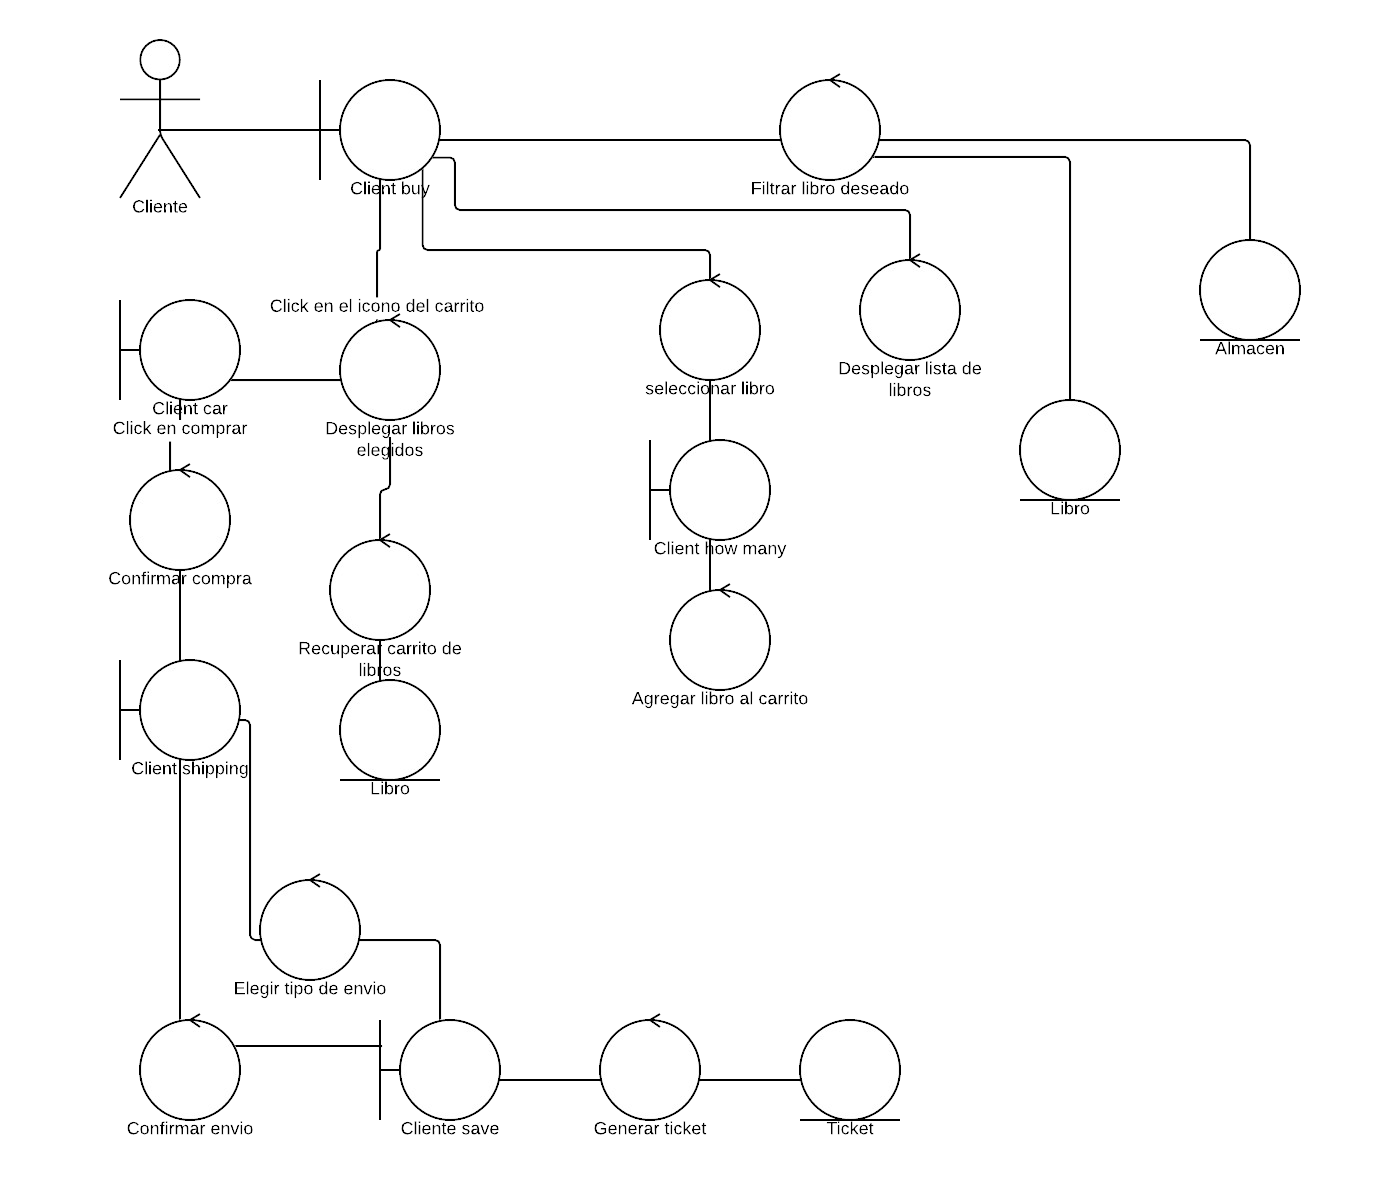 Client buy
Filtrar libro deseado
Cliente
Click en el icono del carrito
Almacen
Desplegar lista de
libros
seleccionar libro
Client car
Click en comprar
Desplegar libros
elegidos
Libro
Client how many
Confirmar compra
Recuperar carrito de
libros
Agregar libro al carrito
Client shipping
Libro
Elegir tipo de envio
Confirmar envio
Cliente save
Generar ticket
Ticket